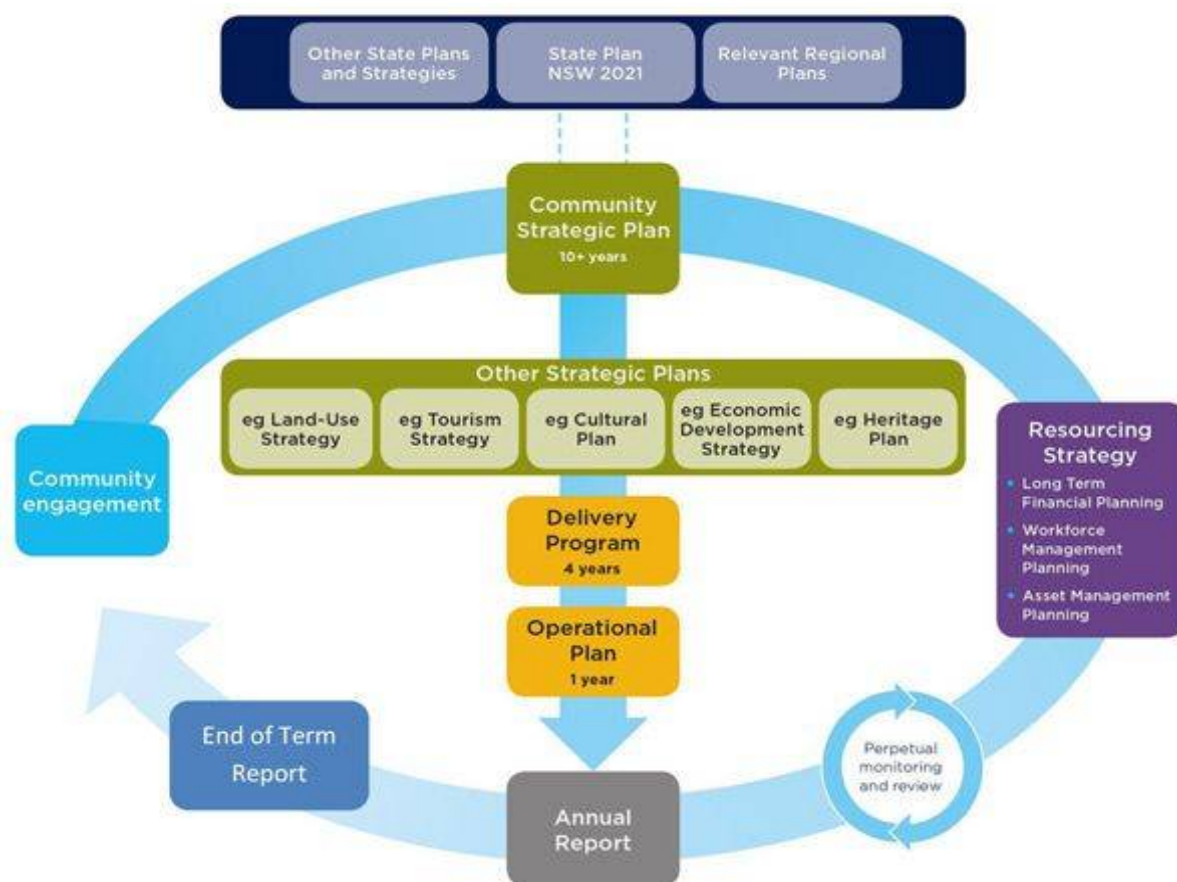 Other State Plans
and Strategies
State Plan
NSW 2021
Relevant Regional
Plans
Community
Strategic Plan
10+ years
Other Strategic Plans
eg Land-Use
Strategy
eg Tourism
Strategy
eg Cultural
Plan
eg Economic
Development
Strategy
eg Heritage
Plan
Community
engagement
Resourcing
Strategy
• Long Term
Financial Planning
• Workforce
Management
Planning
• Asset Management
Planning
Delivery
Program
4 years
Operational
Plan
1 year
End of Term
Report
Perpetual
monitoring
and review
Annual
Report